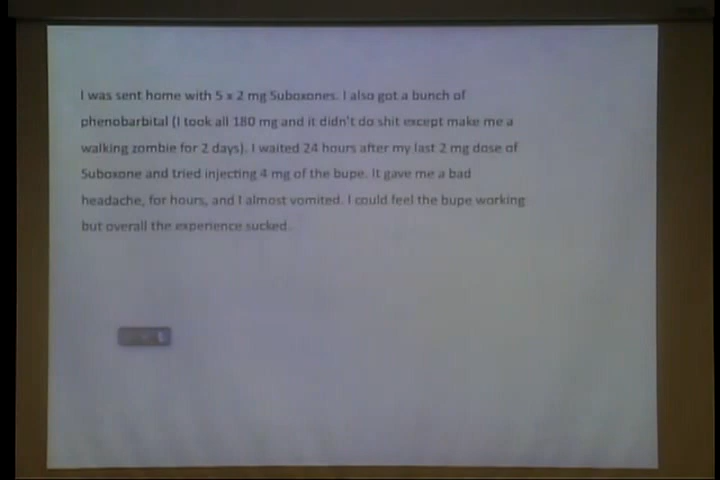 I was sent home with 5 x 2 mg Suboxones. I also got a bunch of
phenobarbital (I took all 180 mg and it didn't do shit except make me a
walking zombie for 2 days). I waited 24 hours after my last 2 mg dose of
Suboxone and tried injecting 4 mg of the bupe. It gave me a bad
headache, for hours, and I almost vomited. I could feel the bupe working
but overall the experience sucked.